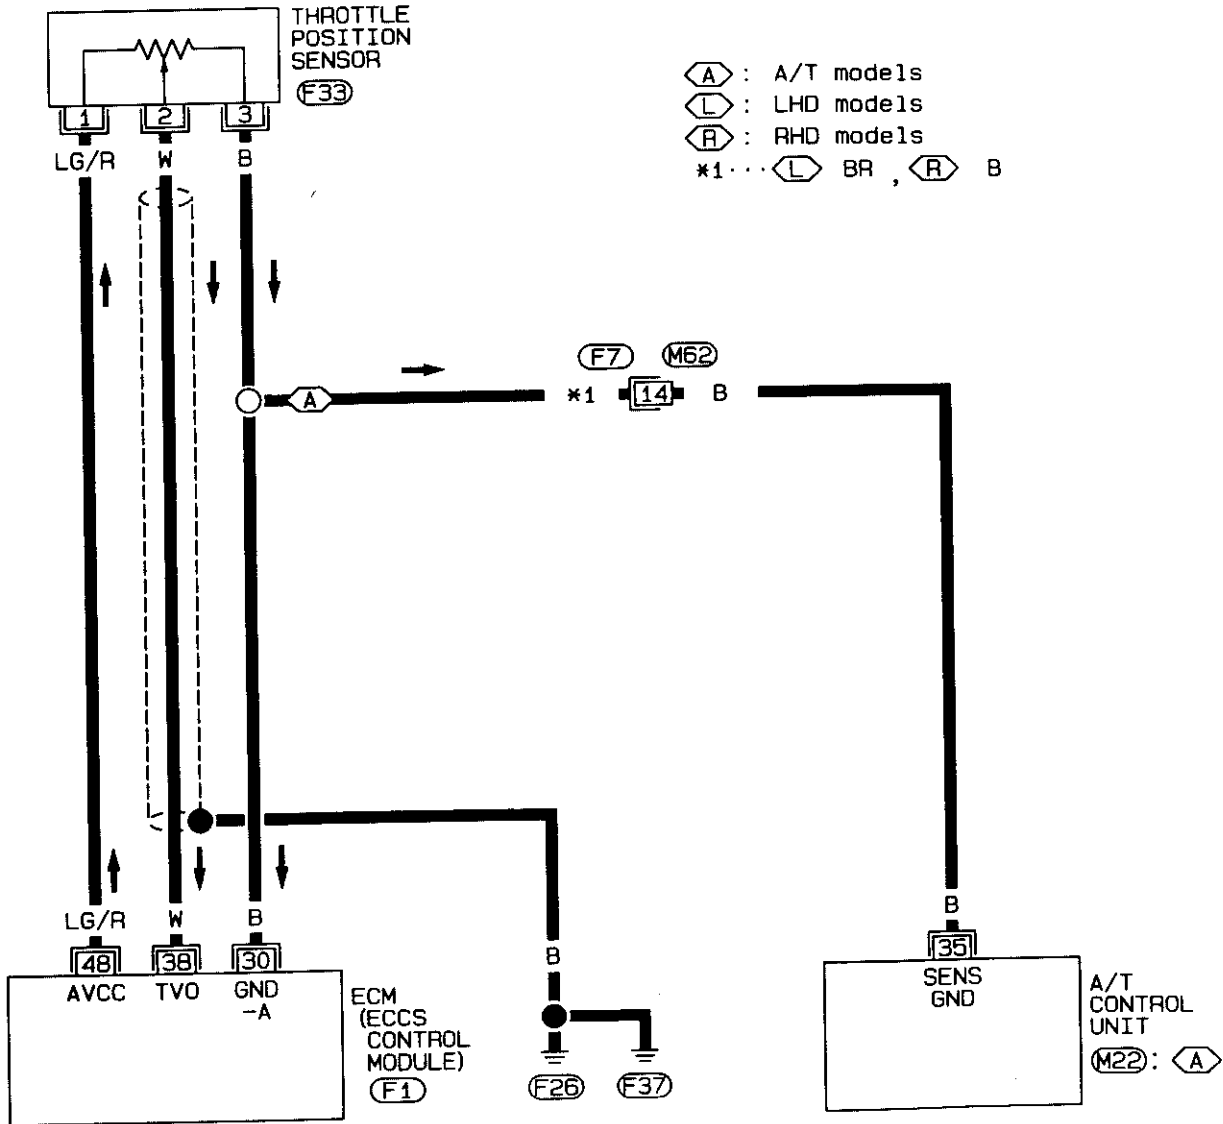 THROTTLE
POSITION
SENSOR
F33
1 2 3
LG/R W B
A : A/T models
L : LHD models
R : RHD models
*1··· L BR , R B
F7 M62
A *1 14 B
LG/R W B
48 38 30
AVCC TVO GND
-A
ECM
(ECCS
CONTROL
MODULE)
F1
B
F26 F37
B
35
SENS
GND
A/T
CONTROL
UNIT
M22 : A